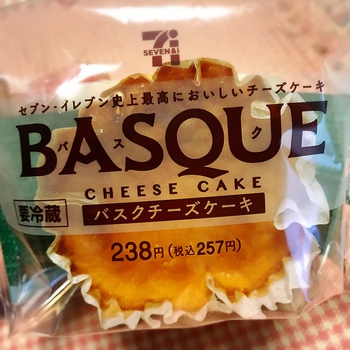 7i
SEVEN&i
セブン-イレブン史上最高においしいチーズケーキ
BASQUE
バスク
CHEESE CAKE
要冷蔵
バスクチーズケーキ
238円(税込257円)